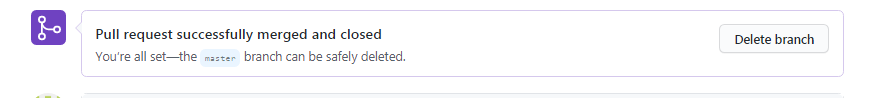 Pull request successfully merged and closed
You're all set—the master branch can be safely deleted.
Delete branch